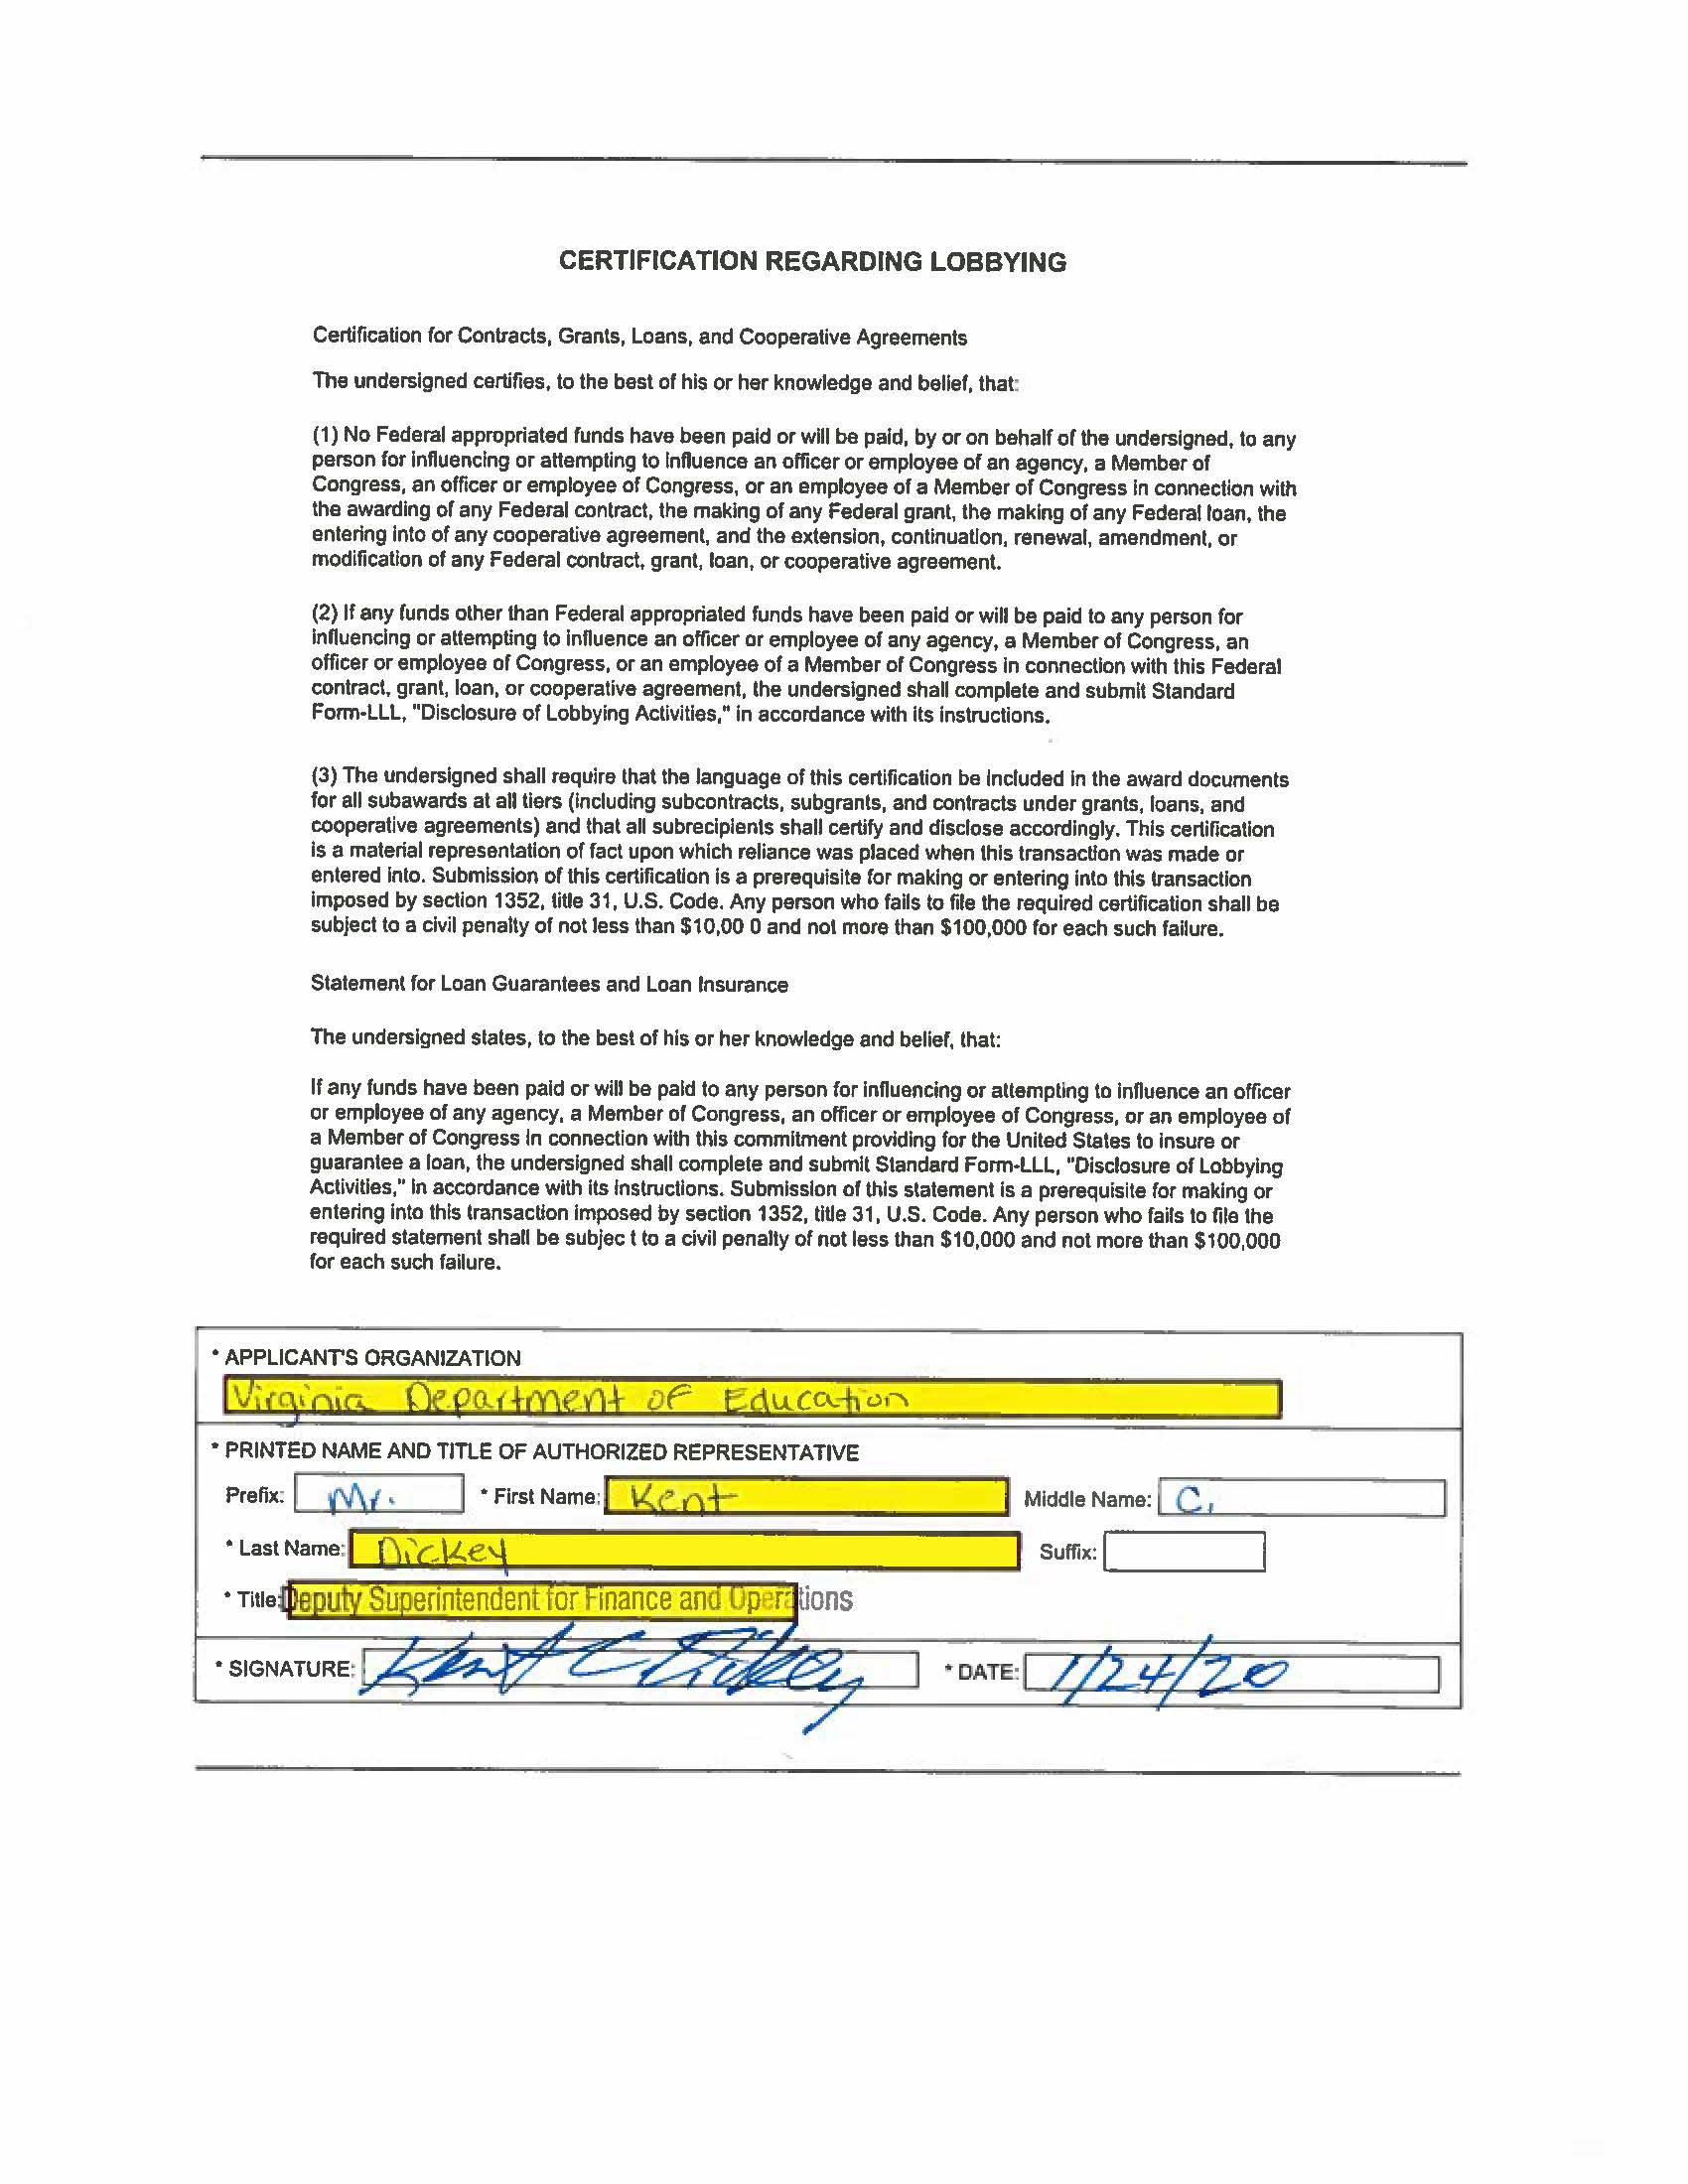 CERTIFICATION REGARDING LOBBYING
Certification for Contracts, Grants, Loans, and Cooperative Agreements
The undersigned certifies, to the best of his or her knowledge and belief, that:
(1) No Federal appropriated funds have been paid or will be paid, by or on behalf of the undersigned, to any
person for influencing or attempting to influence an officer or employee of an agency, a Member of
Congress, an officer or employee of Congress, or an employee of a Member of Congress in connection with
the awarding of any Federal contract, the making of any Federal grant, the making of any Federal loan, the
entering into of any cooperative agreement, and the extension, continuation, renewal, amendment, or
modification of any Federal contract, grant, loan, or cooperative agreement.
(2) If any funds other than Federal appropriated funds have been paid or will be paid to any person for
influencing or attempting to influence an officer or employee of any agency, a Member of Congress, an
officer or employee of Congress, or an employee of a Member of Congress in connection with this Federal
contract, grant, loan, or cooperative agreement, the undersigned shall complete and submit Standard
Form-LLL, "Disclosure of Lobbying Activities," in accordance with its instructions.
(3) The undersigned shall require that the language of this certification be included in the award documents
for all subawards at all tiers (including subcontracts, subgrants, and contracts under grants, loans, and
cooperative agreements) and that all subrecipients shall certify and disclose accordingly. This certification
is a material representation of fact upon which reliance was placed when this transaction was made or
entered into. Submission of this certification is a prerequisite for making or entering into this transaction
imposed by section 1352, title 31, U.S. Code. Any person who fails to file the required certification shall be
subject to a civil penalty of not less than $10,00 0 and not more than $100,000 for each such failure.
Statement for Loan Guarantees and Loan Insurance
The undersigned states, to the best of his or her knowledge and belief, that:
If any funds have been paid or will be paid to any person for influencing or attempting to influence an officer
or employee of any agency, a Member of Congress, an officer or employee of Congress, or an employee of
a Member of Congress in connection with this commitment providing for the United States to insure or
guarantee a loan, the undersigned shall complete and submit Standard Form-LLL, "Disclosure of Lobbying
Activities," in accordance with its instructions. Submission of this statement is a prerequisite for making or
entering into this transaction imposed by section 1352, title 31, U.S. Code. Any person who fails to file the
required statement shall be subjec t to a civil penalty of not less than $10,000 and not more than $100,000
for each such failure.
* APPLICANT'S ORGANIZATION
Virginia Department of Education
* PRINTED NAME AND TITLE OF AUTHORIZED REPRESENTATIVE
Prefix: Mr. * First Name: Kent Middle Name: C.
* Last Name: Dickey Suffix:
* Title: Deputy Superintendent for Finance and Operations
* SIGNATURE: Kent C Dickey * DATE: 1/24/20